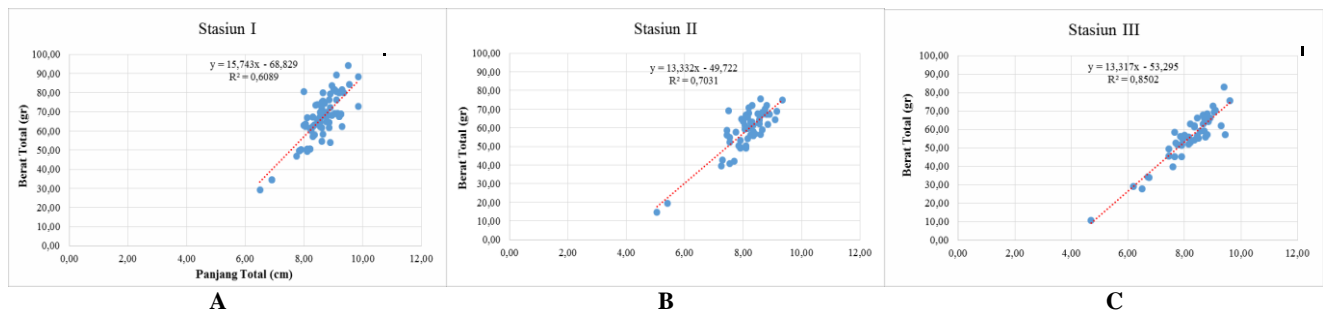 Stasiun I
y = 15,743x - 68,829
R² = 0,6089
100,00
90,00
80,00
70,00
60,00
50,00
40,00
30,00
20,00
10,00
0,00
Berat Total (gr)
0,00 2,00 4,00 6,00 8,00 10,00 12,00
Panjang Total (cm)
A
Stasiun II
y = 13,332x - 49,722
R² = 0,7031
100,00
90,00
80,00
70,00
60,00
50,00
40,00
30,00
20,00
10,00
0,00
Berat Total (gr)
0,00 2,00 4,00 6,00 8,00 10,00 12,00
B
Stasiun III
y = 13,317x - 53,295
R² = 0,8502
100,00
90,00
80,00
70,00
60,00
50,00
40,00
30,00
20,00
10,00
0,00
Berat Total (gr)
0,00 2,00 4,00 6,00 8,00 10,00 12,00
C